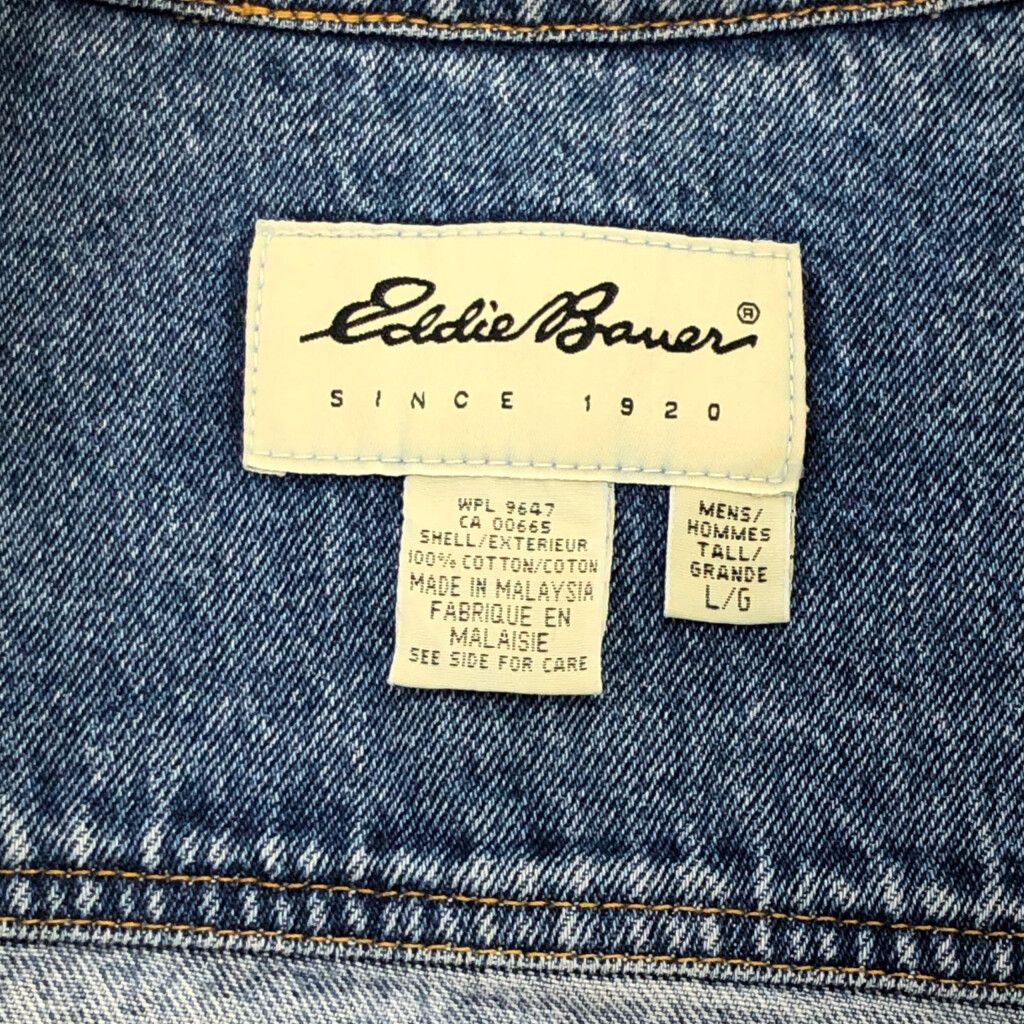 Eddie Bauer®
SINCE 1920
WPL 9647
CA 00665
SHELL/EXTERIEUR
100% COTTON/COTON
MADE IN MALAYSIA
FABRIQUE EN
MALAISIE
SEE SIDE FOR CARE
MENS/
HOMMES
TALL/
GRANDE
L/G